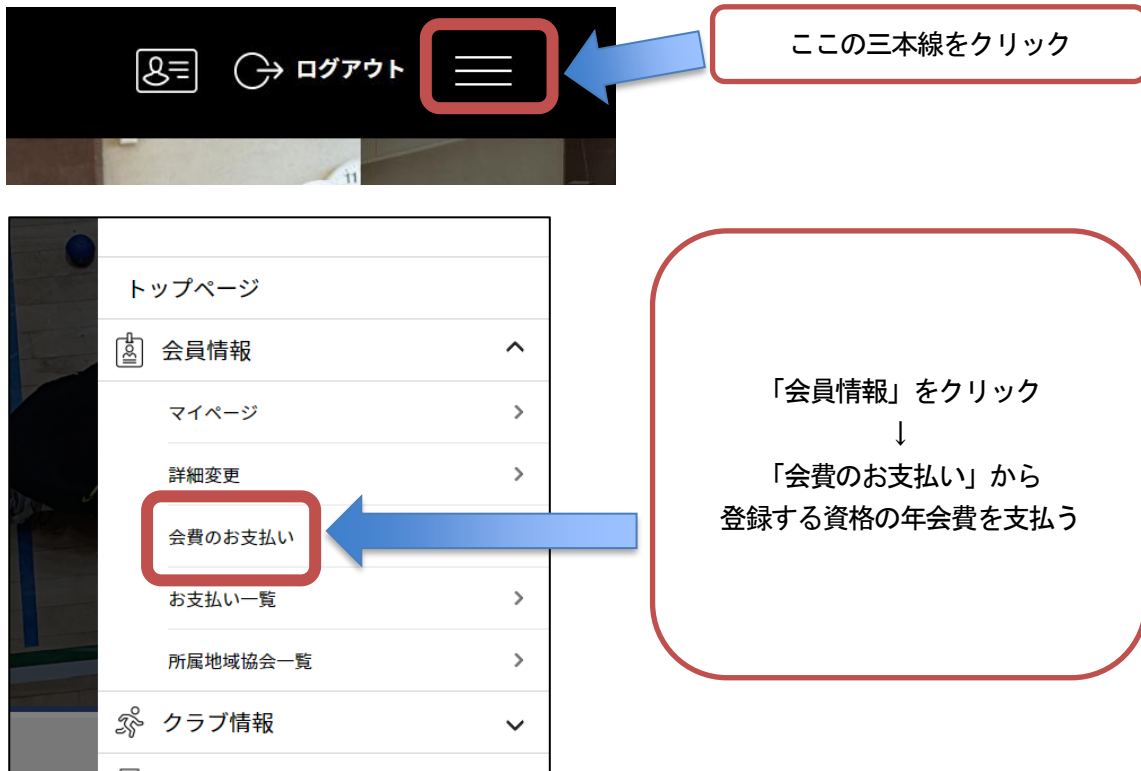 ログアウト
ここの三本線をクリック
11
トップページ
会員情報
マイページ
詳細変更
会費のお支払い
お支払い一覧
所属地域協会一覧
クラブ情報
「会員情報」をクリック
↓
「会費のお支払い」から
登録する資格の年会費を支払う